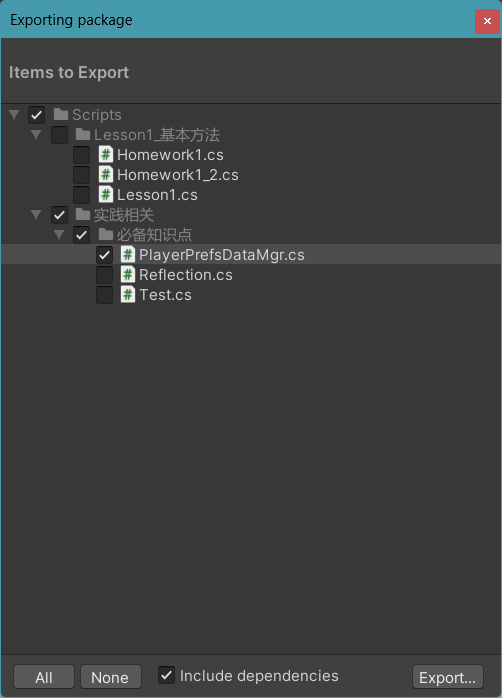 Exporting package
Items to Export
Scripts
Lesson1_基本方法
Homework1.cs
Homework1_2.cs
Lesson1.cs
实践相关
必备知识点
PlayerPrefsDataMgr.cs
Reflection.cs
Test.cs
All None Include dependencies Export...